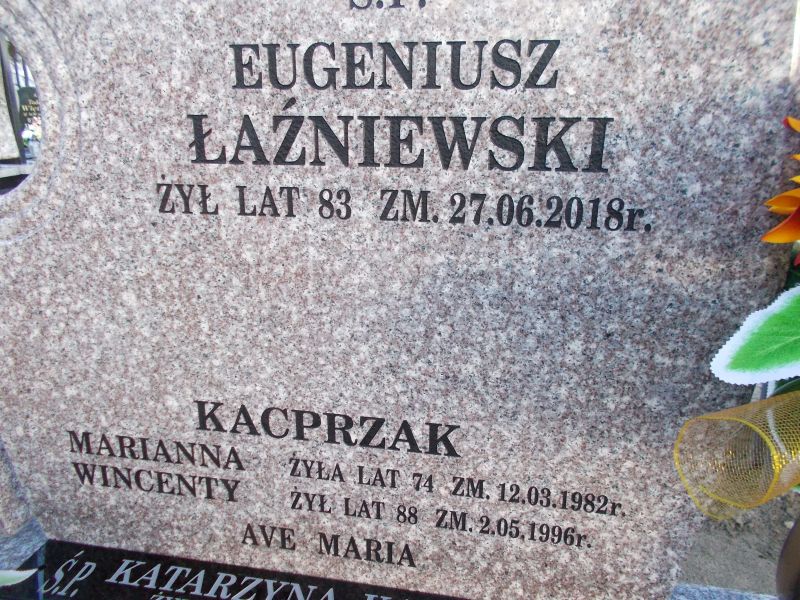 Ś.P.
EUGENIUSZ
ŁAŹNIEWSKI
ŻYŁ LAT 83 ZM. 27.06.2018r.
KACPRZAK
MARIANNA ŻYŁA LAT 74 ZM. 12.03.1982r.
WINCENTY ŻYŁ LAT 88 ZM. 2.05.1996r.
AVE MARIA
Ś.P. KATARZYNA